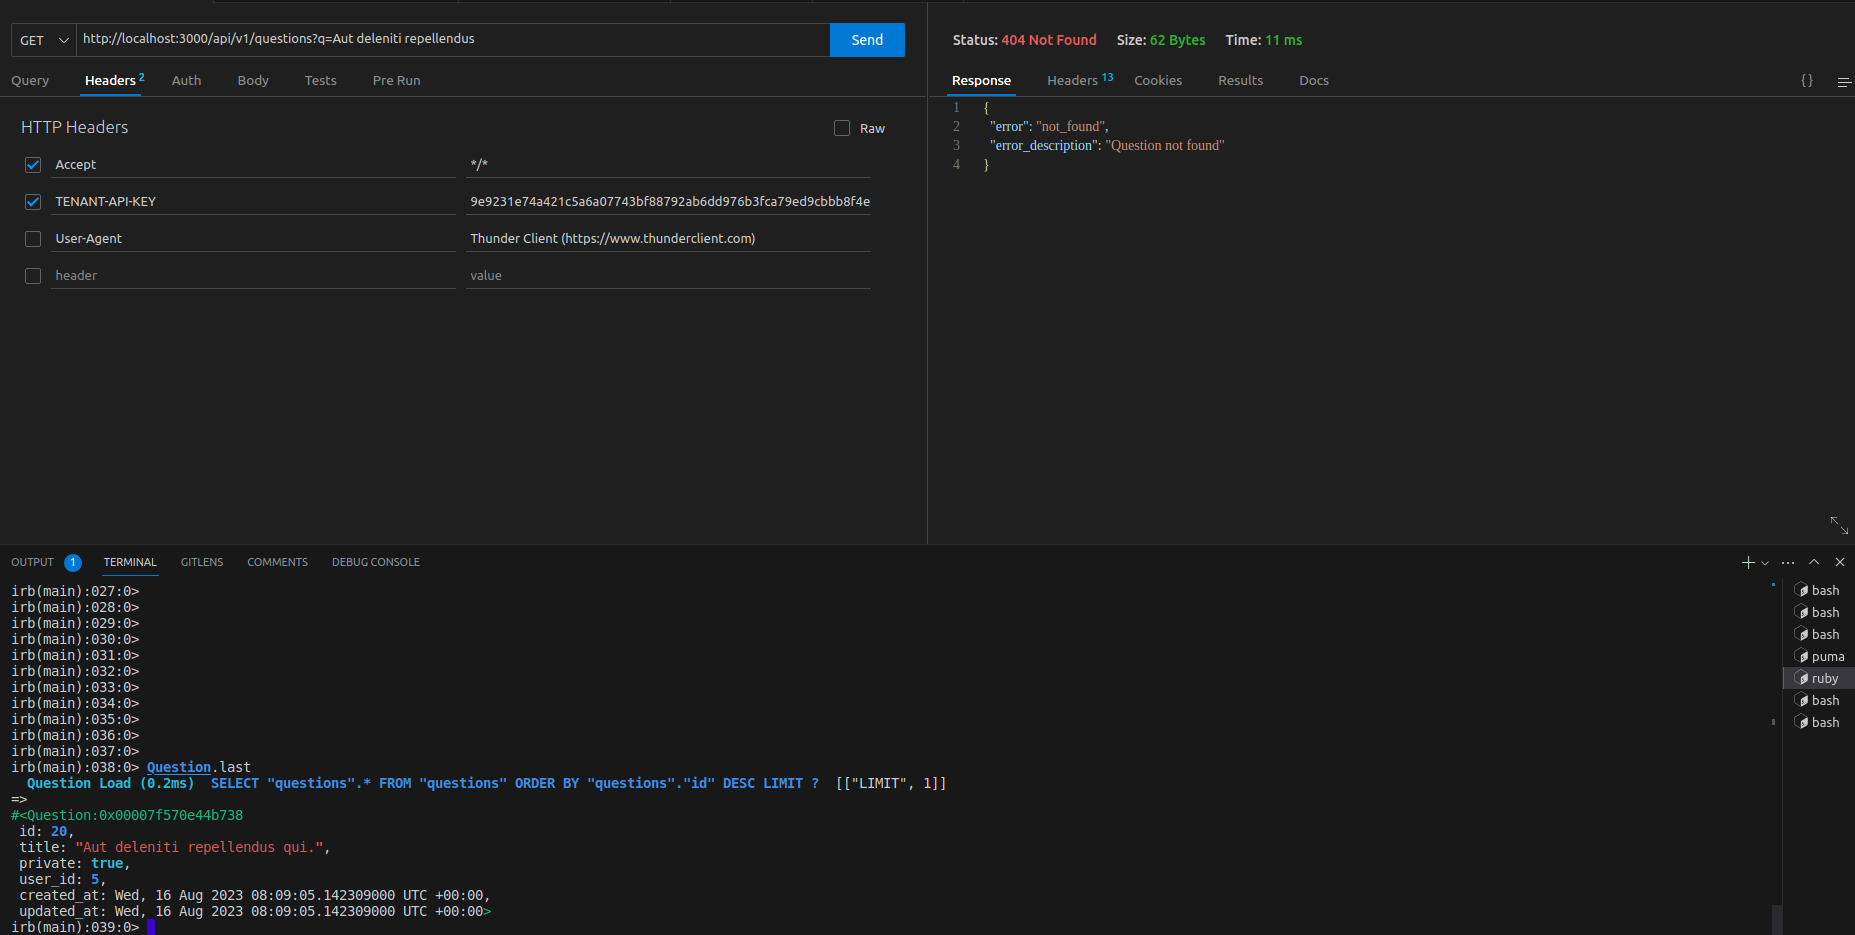 GET
http://localhost:3000/api/v1/questions?q=Aut deleniti repellendus
Send
Query
Headers 2
Auth
Body
Tests
Pre Run
HTTP Headers
Raw
Accept
*/*
TENANT-API-KEY
9e9231e74a421c5a6a07743bf88792ab6dd976b3fca79ed9cbbb8f4e
User-Agent
Thunder Client (https://www.thunderclient.com)
header
value
Status: 404 Not Found Size: 62 Bytes Time: 11 ms
Response
Headers 13
Cookies
Results
Docs
{}
1 {
2 "error": "not_found",
3 "error_description": "Question not found"
4 }
OUTPUT 1
TERMINAL
GITLENS
COMMENTS
DEBUG CONSOLE
irb(main):027:0>
irb(main):028:0>
irb(main):029:0>
irb(main):030:0>
irb(main):031:0>
irb(main):032:0>
irb(main):033:0>
irb(main):034:0>
irb(main):035:0>
irb(main):036:0>
irb(main):037:0>
irb(main):038:0> Question.last
Question Load (0.2ms) SELECT "questions".* FROM "questions" ORDER BY "questions"."id" DESC LIMIT ? [["LIMIT", 1]]
=>
#<Question:0x00007f570e44b738
id: 20,
title: "Aut deleniti repellendus qui.",
private: true,
user_id: 5,
created_at: Wed, 16 Aug 2023 08:09:05.142309000 UTC +00:00,
updated_at: Wed, 16 Aug 2023 08:09:05.142309000 UTC +00:00>
irb(main):039:0>
bash
bash
bash
puma
ruby
bash
bash